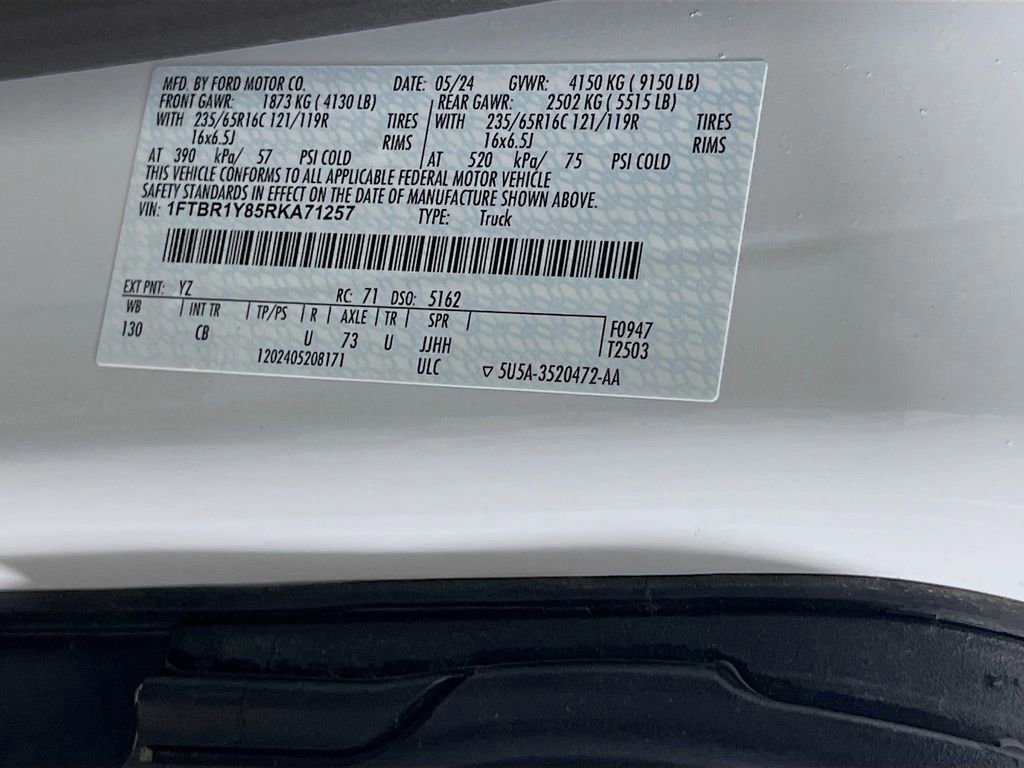 MFD. BY FORD MOTOR CO. DATE: 05/24 GVWR: 4150 KG ( 9150 LB)
FRONT GAWR: 1873 KG ( 4130 LB) REAR GAWR: 2502 KG ( 5515 LB)
WITH 235/65R16C 121/119R TIRES WITH 235/65R16C 121/119R TIRES
16x6.5J RIMS 16x6.5J RIMS
AT 390 kPa/ 57 PSI COLD AT 520 kPa/ 75 PSI COLD
THIS VEHICLE CONFORMS TO ALL APPLICABLE FEDERAL MOTOR VEHICLE
SAFETY STANDARDS IN EFFECT ON THE DATE OF MANUFACTURE SHOWN ABOVE.
VIN: 1FTBR1Y85RKA71257 TYPE: Truck
EXT PNT: YZ RC: 71 DSO: 5162
WB INT TR TP/PS R AXLE TR SPR F0947
130 CB U 73 U JJHH T2503
1202405208171 ULC ▽ 5U5A-3520472-AA